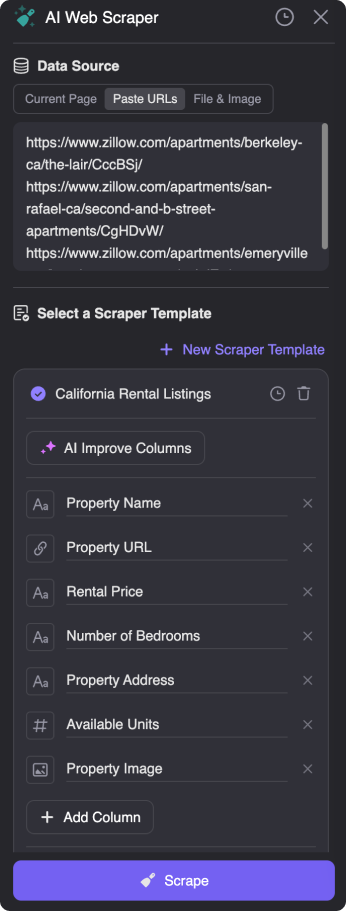 AI Web Scraper
Data Source
Current Page Paste URLs File & Image
https://www.zillow.com/apartments/berkeley-
ca/the-lair/CccBSj/
https://www.zillow.com/apartments/san-
rafael-ca/second-and-b-street-
apartments/CgHDvW/
https://www.zillow.com/apartments/emeryville
Select a Scraper Template
+ New Scraper Template
California Rental Listings
AI Improve Columns
Aa Property Name
Property URL
Aa Rental Price
Aa Number of Bedrooms
Aa Property Address
# Available Units
Property Image
+ Add Column
Scrape